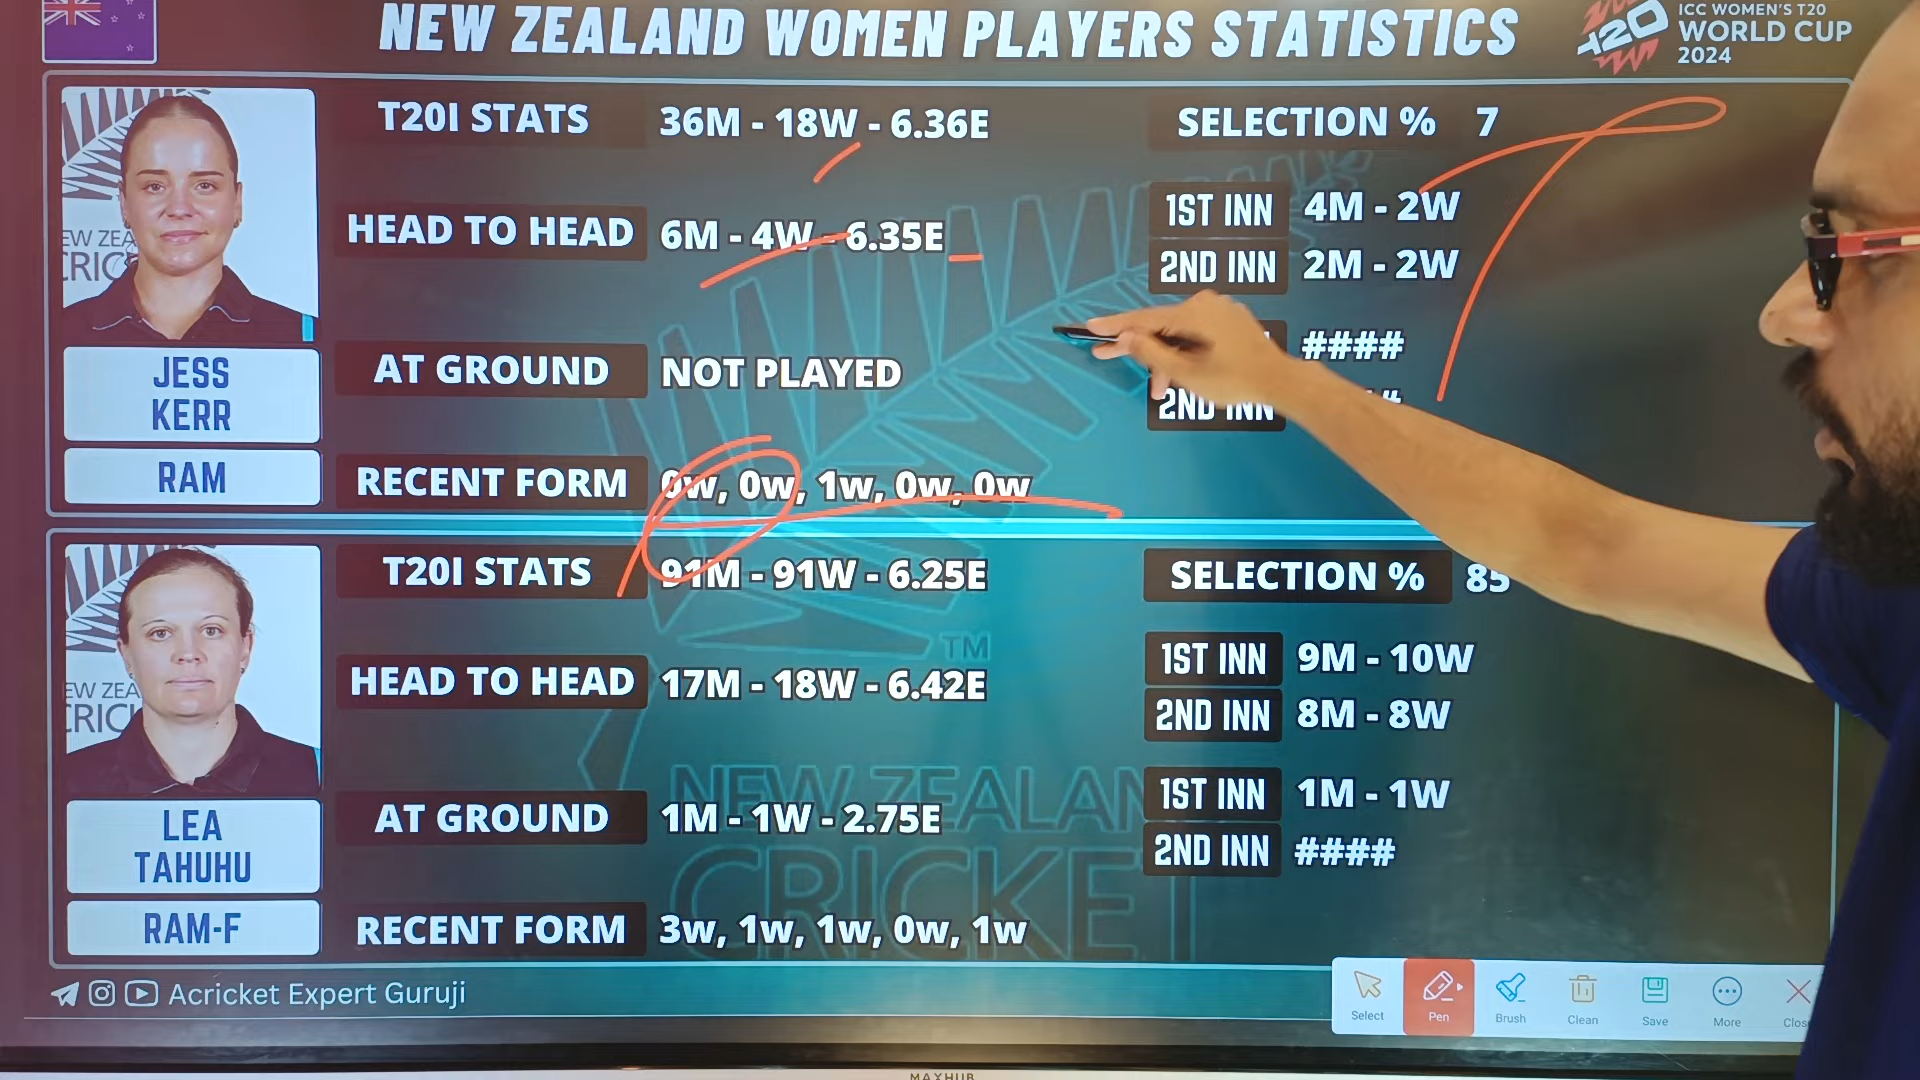 NEW ZEALAND WOMEN PLAYERS STATISTICS
ICC WOMEN'S T20
WORLD CUP
2024
T20
T20I STATS 36M - 18W - 6.36E
SELECTION % 7
HEAD TO HEAD 6M - 4W - 6.35E
1ST INN 4M - 2W
2ND INN 2M - 2W
AT GROUND NOT PLAYED
####
2ND INN
RECENT FORM 0w, 0w, 1w, 0w, 0w
JESS
KERR
RAM
T20I STATS 91M - 91W - 6.25E
SELECTION % 85
HEAD TO HEAD 17M - 18W - 6.42E
1ST INN 9M - 10W
2ND INN 8M - 8W
AT GROUND 1M - 1W - 2.75E
1ST INN 1M - 1W
2ND INN ####
RECENT FORM 3w, 1w, 1w, 0w, 1w
LEA
TAHUHU
RAM-F
TM
CRICKET
Acricket Expert Guruji
Select Pen Brush Clean Save More
MAXHUB